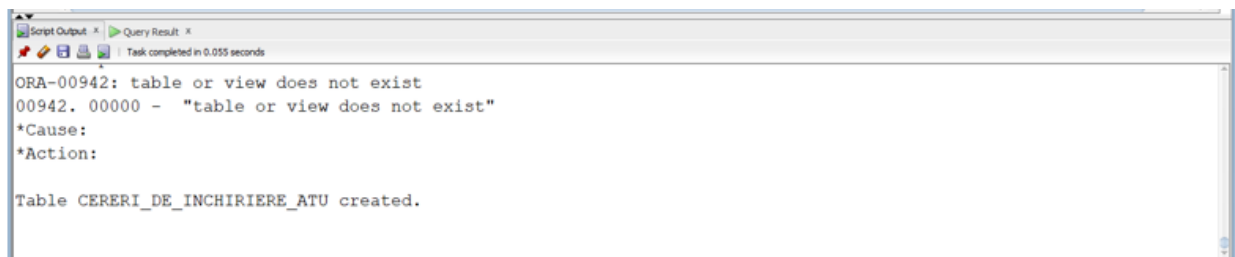 Script Output x Query Result x
Task completed in 0.055 seconds
ORA-00942: table or view does not exist
00942. 00000 -  "table or view does not exist"
*Cause:
*Action:
Table CERERI_DE_INCHIRIERE_ATU created.